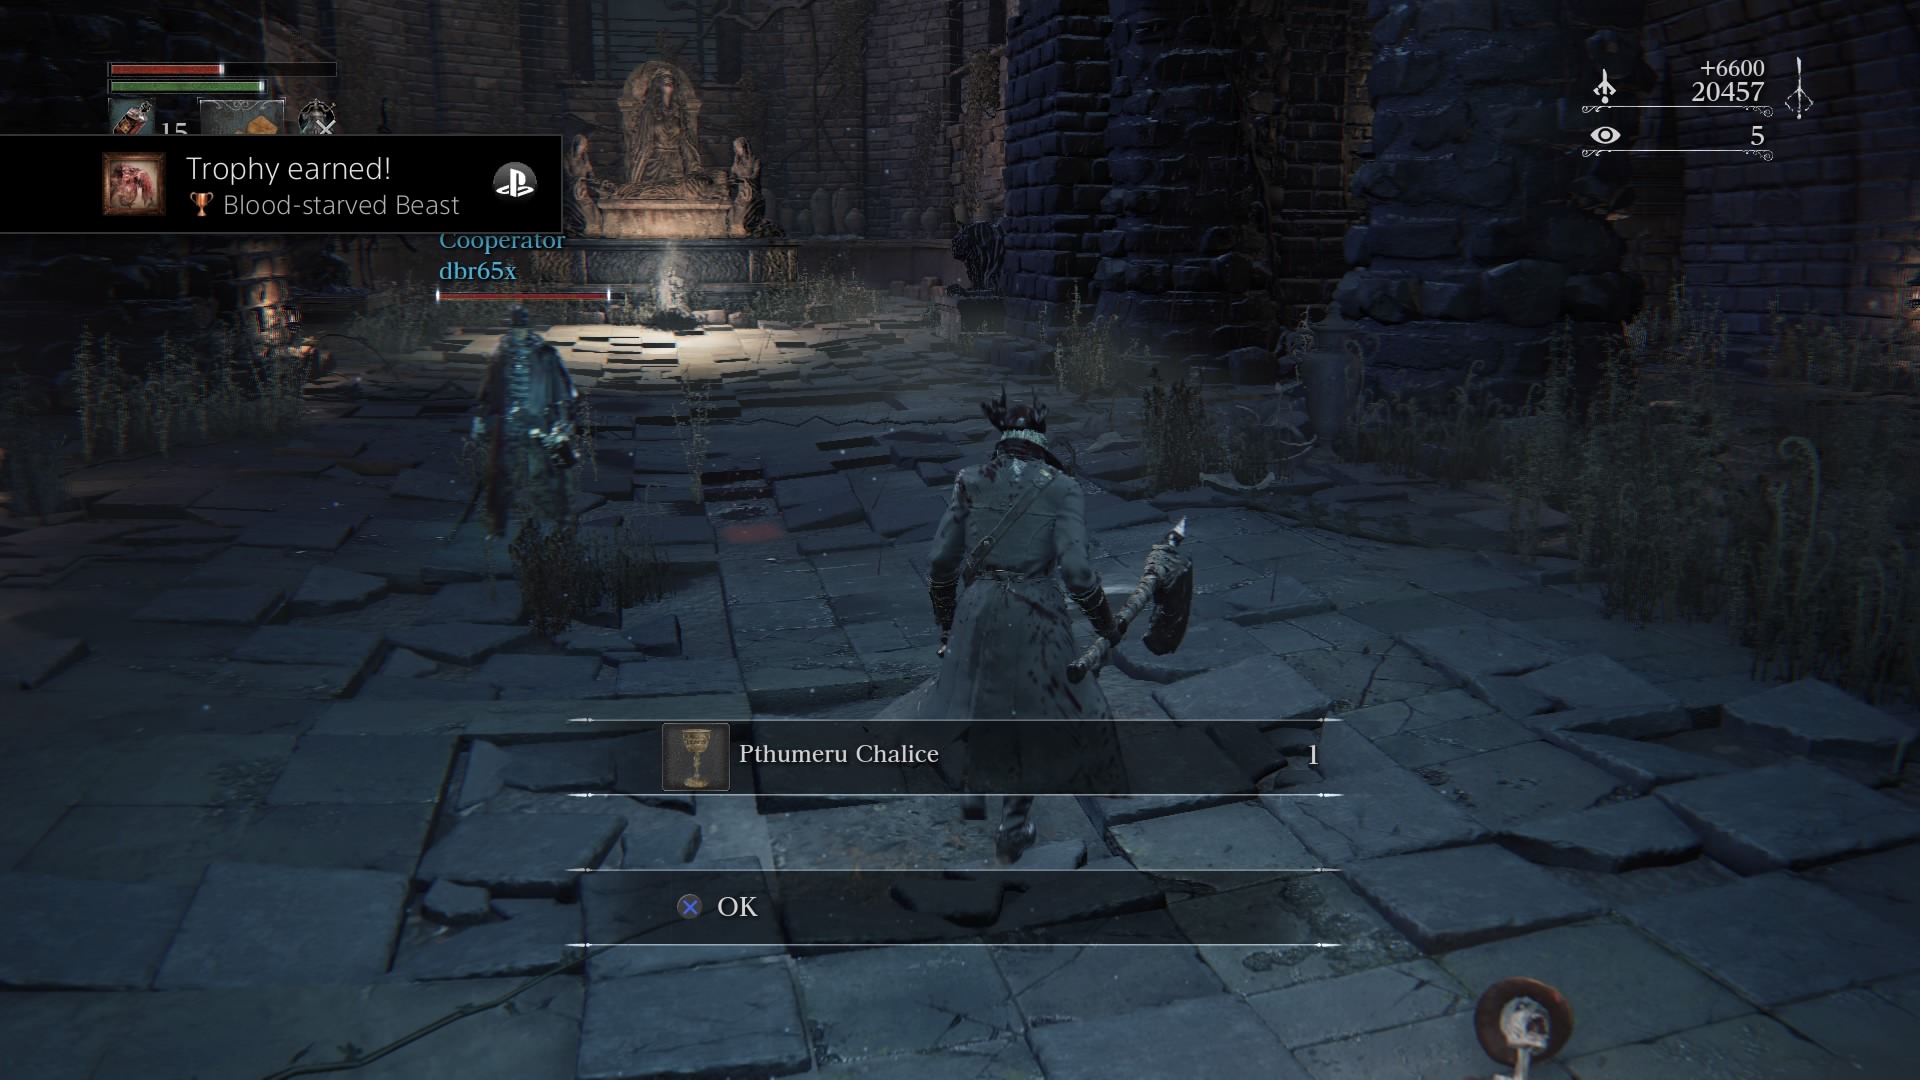 +6600
20457
5
15
Trophy earned!
Blood-starved Beast
Cooperator
dbr65x
Pthumeru Chalice 1
OK